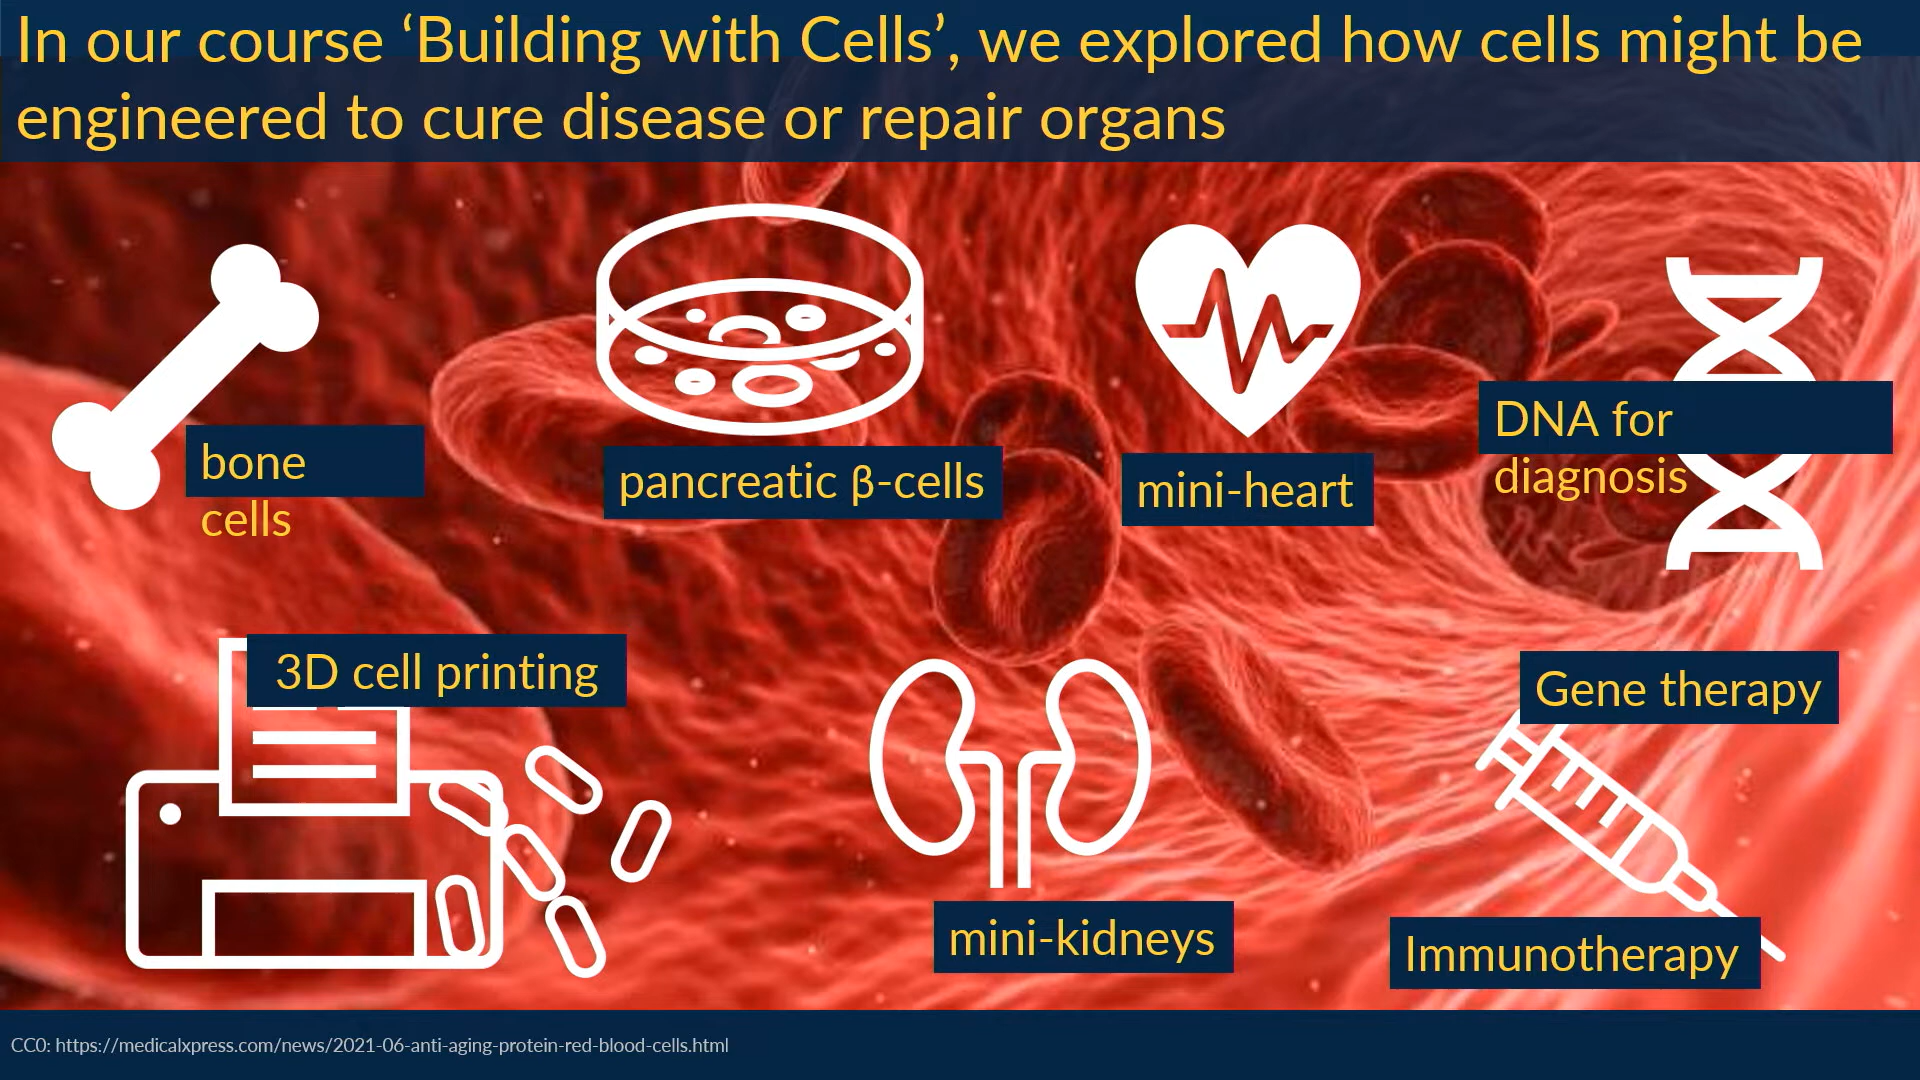 In our course ‘Building with Cells’, we explored how cells might be
engineered to cure disease or repair organs
bone
cells
pancreatic β-cells
mini-heart
DNA for
diagnosis
3D cell printing
mini-kidneys
Gene therapy
Immunotherapy
CC0: https://medicalxpress.com/news/2021-06-anti-aging-protein-red-blood-cells.html